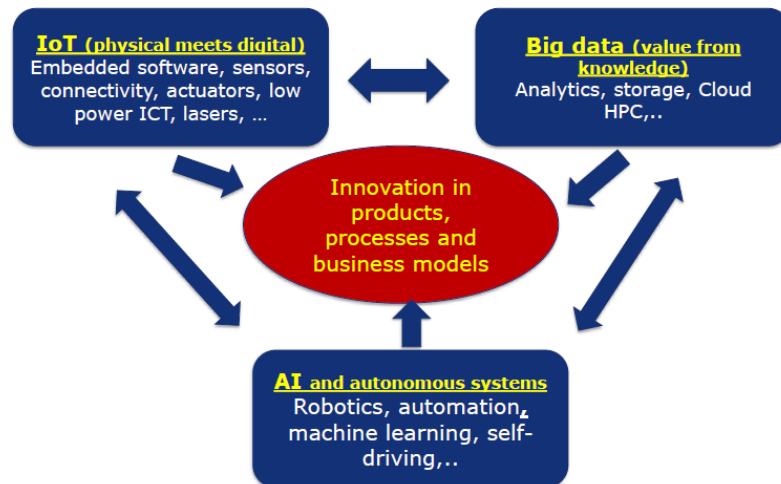 IoT (physical meets digital)
Embedded software, sensors,
connectivity, actuators, low
power ICT, lasers, …
Big data (value from
knowledge)
Analytics, storage, Cloud
HPC,..
Innovation in
products,
processes and
business models
AI and autonomous systems
Robotics, automation,
machine learning, self-
driving,..